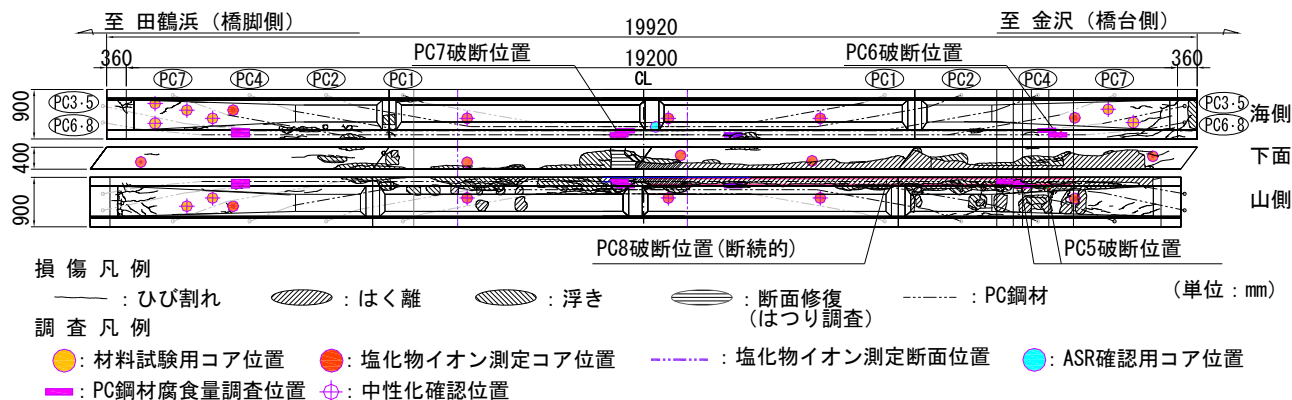 至 田鶴浜（橋脚側） 至 金沢（橋台側）
19920
360 PC7破断位置 19200 PC6破断位置 360
PC7 PC4 PC2 PC1 CL PC1 PC2 PC4 PC7
900 PC3･5 PC3･5 海側
PC6･8 PC6･8
400 下面
900 山側
PC8破断位置(断続的) PC5破断位置
損 傷 凡 例 (単位：mm)
：ひび割れ ：はく離 ：浮き ：断面修復 ：PC鋼材
(はつり調査)
調 査 凡 例
：材料試験用コア位置 ：塩化物イオン測定コア位置 ：塩化物イオン測定断面位置 ：ASR確認用コア位置
：PC鋼材腐食量調査位置 ：中性化確認位置